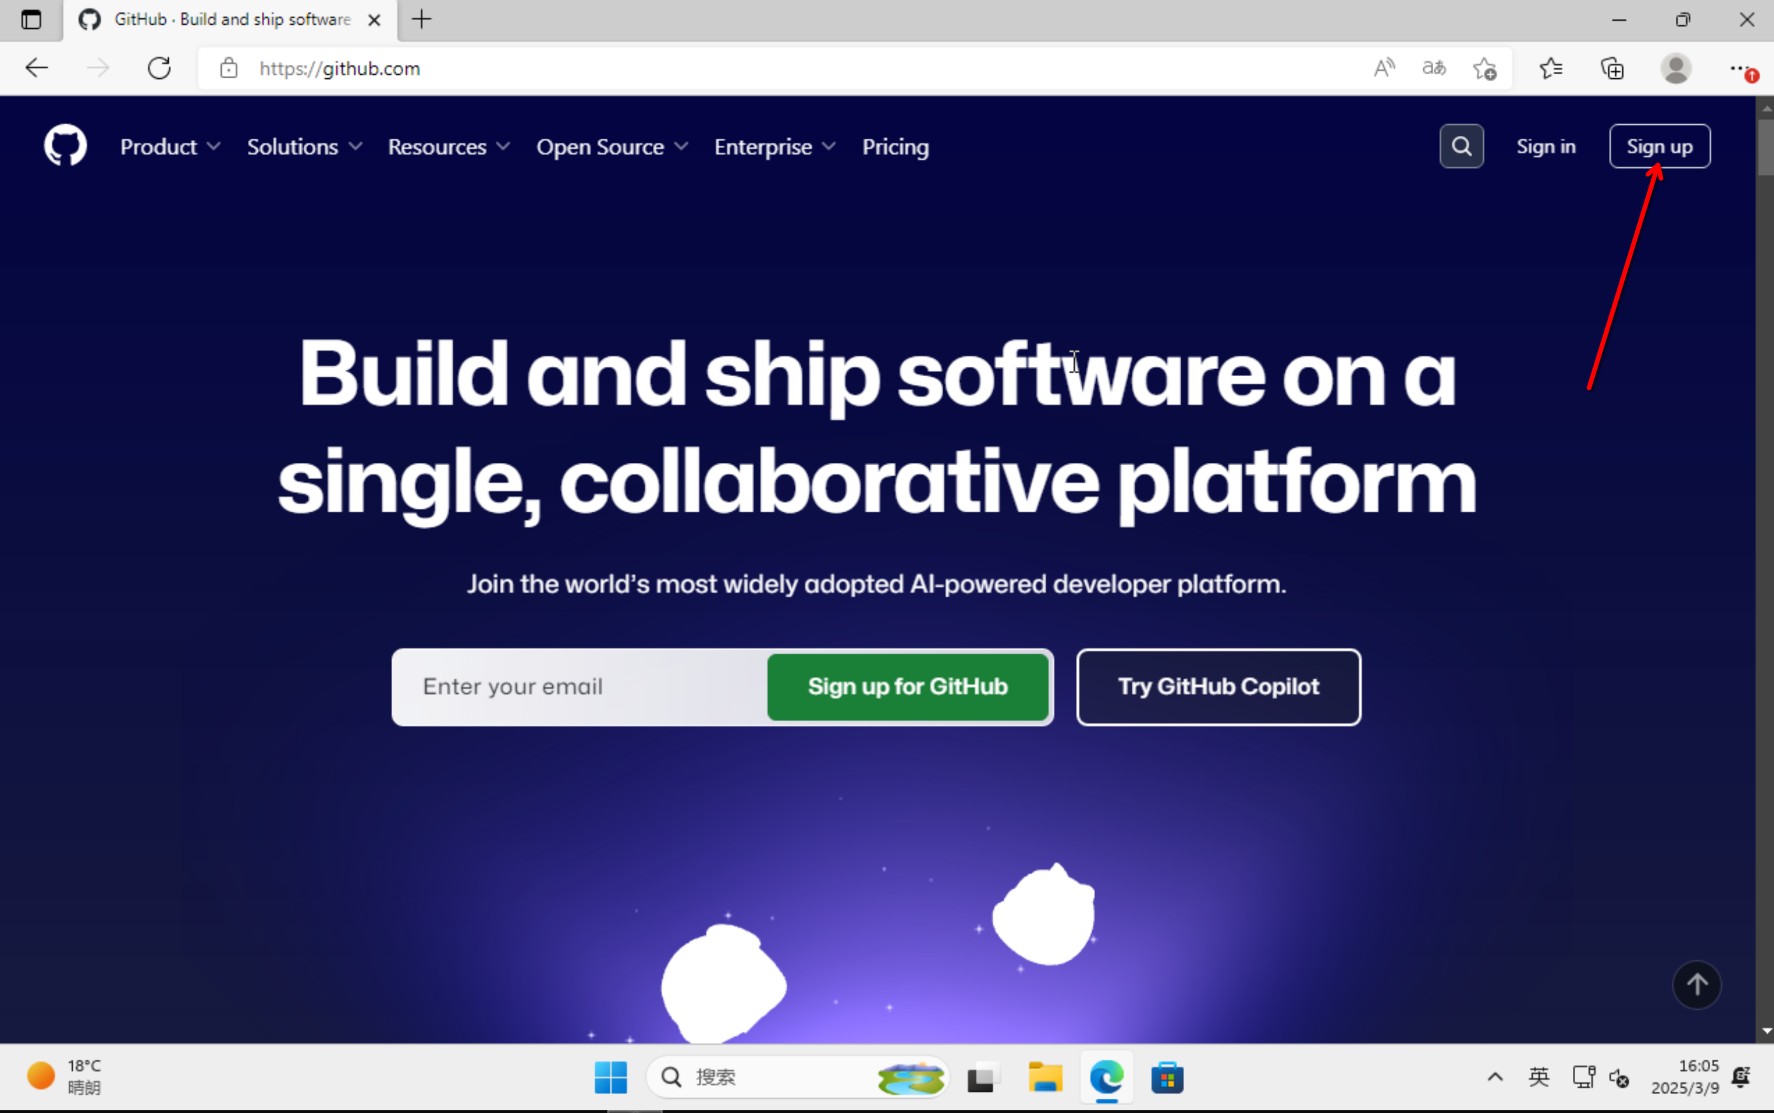 GitHub · Build and ship software
https://github.com
Product
Solutions
Resources
Open Source
Enterprise
Pricing
Sign in
Sign up
Build and ship software on a
single, collaborative platform
Join the world's most widely adopted AI-powered developer platform.
Enter your email
Sign up for GitHub
Try GitHub Copilot
18°C
晴朗
搜索
英
16:05
2025/3/9